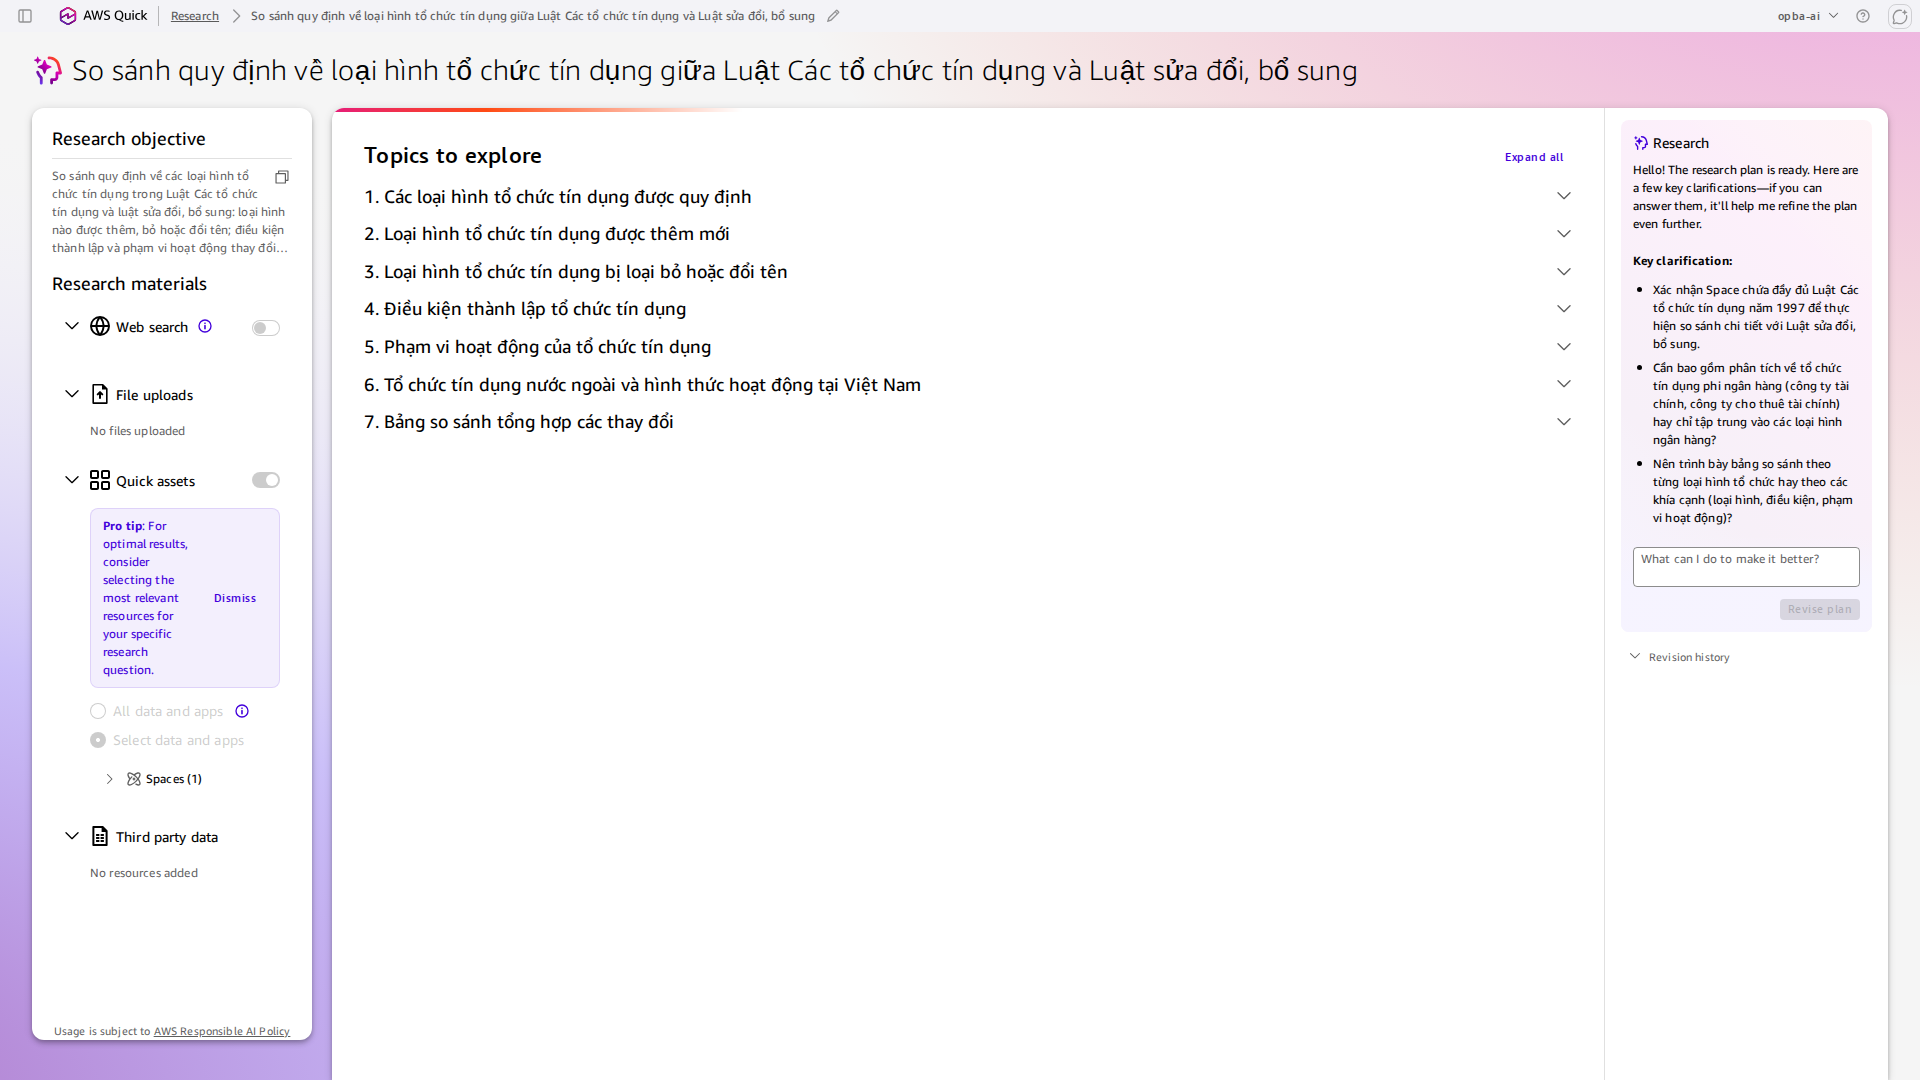 AWS Quick
Research
So sánh quy định về loại hình tổ chức tín dụng giữa Luật Các tổ chức tín dụng và Luật sửa đổi, bổ sung
opba-ai
So sánh quy định về loại hình tổ chức tín dụng giữa Luật Các tổ chức tín dụng và Luật sửa đổi, bổ sung
Research objective
So sánh quy định về các loại hình tổ
chức tín dụng trong Luật Các tổ chức
tín dụng và luật sửa đổi, bổ sung: loại hình
nào được thêm, bỏ hoặc đổi tên; điều kiện
thành lập và phạm vi hoạt động thay đổi...
Research materials
Web search
File uploads
No files uploaded
Quick assets
Pro tip: For
optimal results,
consider
selecting the
most relevant
resources for
your specific
research
question.
Dismiss
All data and apps
Select data and apps
Spaces (1)
Third party data
No resources added
Usage is subject to AWS Responsible AI Policy
Topics to explore
Expand all
1. Các loại hình tổ chức tín dụng được quy định
2. Loại hình tổ chức tín dụng được thêm mới
3. Loại hình tổ chức tín dụng bị loại bỏ hoặc đổi tên
4. Điều kiện thành lập tổ chức tín dụng
5. Phạm vi hoạt động của tổ chức tín dụng
6. Tổ chức tín dụng nước ngoài và hình thức hoạt động tại Việt Nam
7. Bảng so sánh tổng hợp các thay đổi
Research
Hello! The research plan is ready. Here are
a few key clarifications—if you can
answer them, it'll help me refine the plan
even further.
Key clarification:
• Xác nhận Space chứa đầy đủ Luật Các
tổ chức tín dụng năm 1997 để thực
hiện so sánh chi tiết với Luật sửa đổi,
bổ sung.
• Cần bao gồm phân tích về tổ chức
tín dụng phi ngân hàng (công ty tài
chính, công ty cho thuê tài chính)
hay chỉ tập trung vào các loại hình
ngân hàng?
• Nên trình bày bảng so sánh theo
từng loại hình tổ chức hay theo các
khía cạnh (loại hình, điều kiện, phạm
vi hoạt động)?
What can I do to make it better?
Revise plan
Revision history